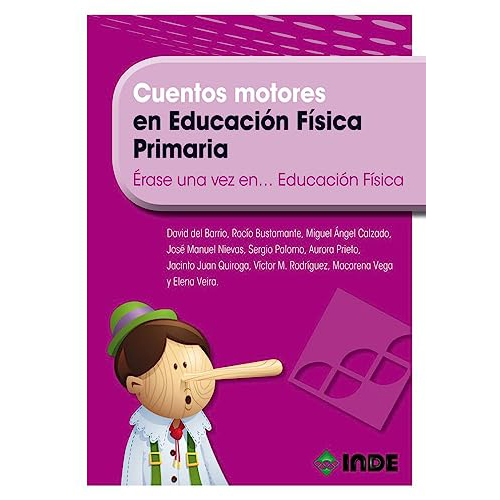 Cuentos motores
en Educación Física
Primaria
Érase una vez en... Educación Física
David del Barrio, Rocío Bustamante, Miguel Ángel Calzado,
José Manuel Nievas, Sergio Palomo, Aurora Prieto,
Jacinto Juan Quiroga, Víctor M. Rodríguez, Macarena Vega
y Elena Veira.
INDE